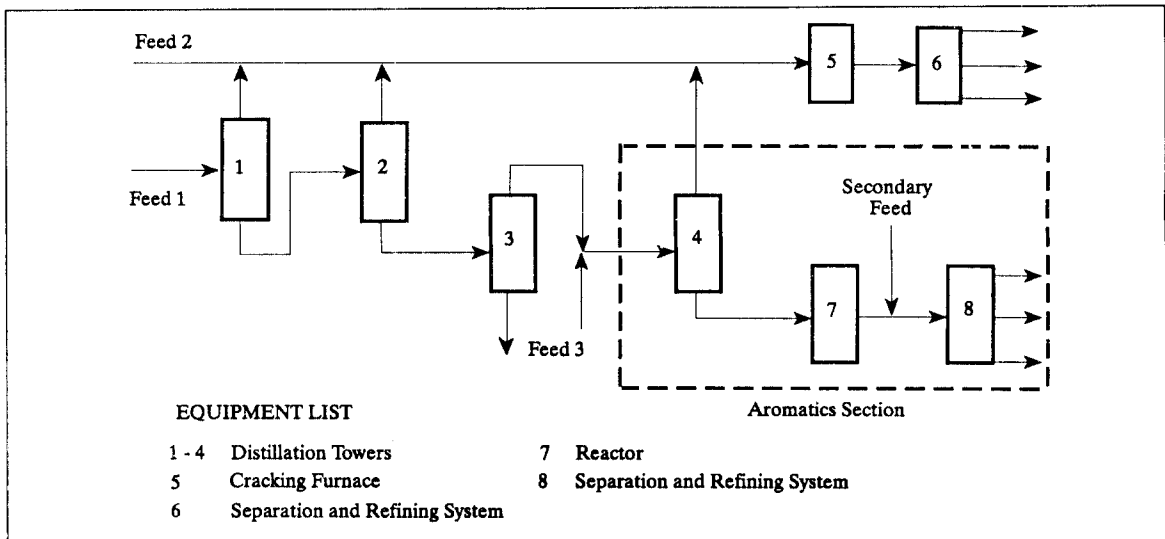 Feed 2
5
6
1
2
Feed 1
Secondary
Feed
3
4
7
8
Feed 3
EQUIPMENT LIST
Aromatics Section
1 - 4 Distillation Towers
7 Reactor
5 Cracking Furnace
8 Separation and Refining System
6 Separation and Refining System